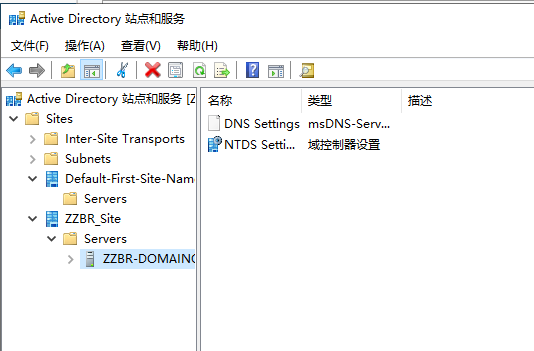 Active Directory 站点和服务
文件(F) 操作(A) 查看(V) 帮助(H)
Active Directory 站点和服务 [Z
Sites
Inter-Site Transports
Subnets
Default-First-Site-Name
Servers
ZZBR_Site
Servers
ZZBR-DOMAINC
名称 类型 描述
DNS Settings msDNS-Serv...
NTDS Setti... 域控制器设置